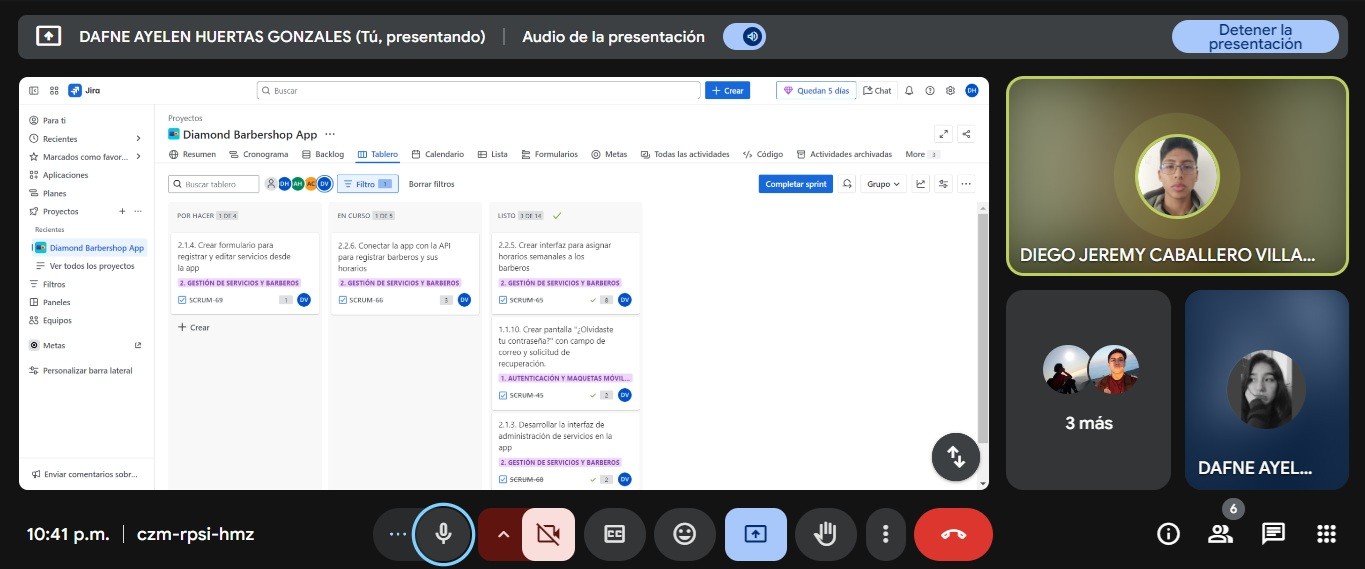 DAFNE AYELEN HUERTAS GONZALES (Tú, presentando)
Audio de la presentación
Detener la
presentación
Jira
Buscar
Crear
Quedan 5 días
Chat
DH
Para ti
Recientes
Marcados como favor...
Aplicaciones
Planes
Proyectos
Recientes
Diamond Barbershop App
Ver todos los proyectos
Filtros
Paneles
Equipos
Metas
Personalizar barra lateral
Enviar comentarios sobr...
Proyectos
Diamond Barbershop App
Resumen
Cronograma
Backlog
Tablero
Calendario
Lista
Formularios
Metas
Todas las actividades
Código
Actividades archivadas
More 3
Buscar tablero
DH
AH
AC
DV
Filtro 1
Borrar filtros
Completar sprint
Grupo
POR HACER 1 DE 4
2.1.4. Crear formulario para
registrar y editar servicios desde
la app
2. GESTIÓN DE SERVICIOS Y BARBEROS
SCRUM-69 1 DV
Crear
EN CURSO 1 DE 5
2.2.6. Conectar la app con la API
para registrar barberos y sus
horarios
2. GESTIÓN DE SERVICIOS Y BARBEROS
SCRUM-66 3 DV
LISTO 3 DE 14
2.2.5. Crear interfaz para asignar
horarios semanales a los
barberos
2. GESTIÓN DE SERVICIOS Y BARBEROS
SCRUM-65 8 DV
1.1.10. Crear pantalla "¿Olvidaste
tu contraseña?" con campo de
correo y solicitud de
recuperación.
1. AUTENTICACIÓN Y MAQUETAS MÓVIL...
SCRUM-45 2 DV
2.1.3. Desarrollar la interfaz de
administración de servicios en la
app
2. GESTIÓN DE SERVICIOS Y BARBEROS
SCRUM-68 2 DV
DIEGO JEREMY CABALLERO VILLA...
3 más
DAFNE AYEL...
10:41 p.m.
czm-rpsi-hmz
6